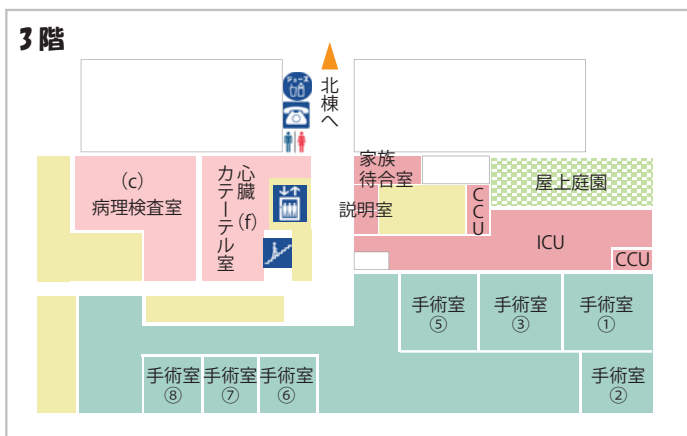 3階
ジュース
北棟へ
(c)
病理検査室
心臓
カテーテル室
(f)
家族
待合室
説明室
CCU
屋上庭園
ICU
CCU
手術室
⑤
手術室
③
手術室
①
手術室
⑧
手術室
⑦
手術室
⑥
手術室
②